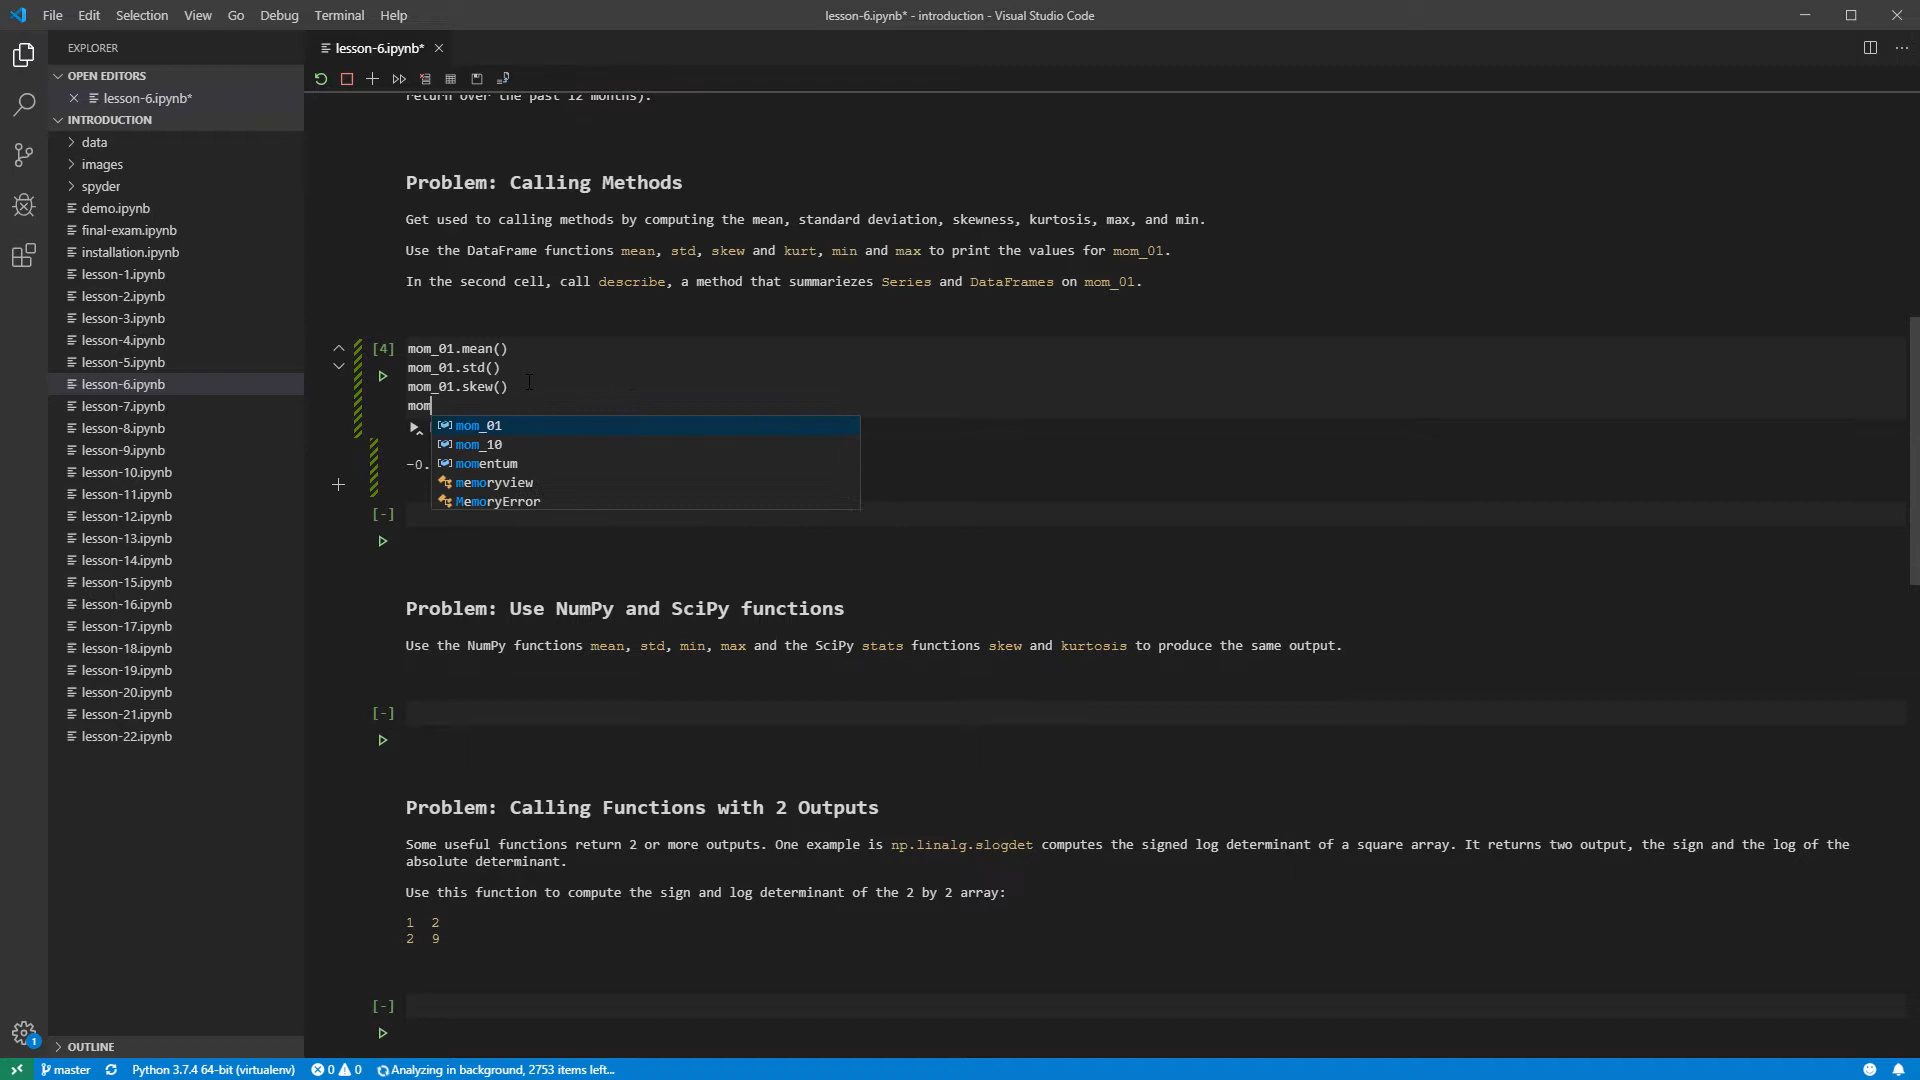 File Edit Selection View Go Debug Terminal Help
lesson-6.ipynb* - introduction - Visual Studio Code
EXPLORER
OPEN EDITORS
lesson-6.ipynb*
INTRODUCTION
data
images
spyder
demo.ipynb
final-exam.ipynb
installation.ipynb
lesson-1.ipynb
lesson-2.ipynb
lesson-3.ipynb
lesson-4.ipynb
lesson-5.ipynb
lesson-6.ipynb
lesson-7.ipynb
lesson-8.ipynb
lesson-9.ipynb
lesson-10.ipynb
lesson-11.ipynb
lesson-12.ipynb
lesson-13.ipynb
lesson-14.ipynb
lesson-15.ipynb
lesson-16.ipynb
lesson-17.ipynb
lesson-18.ipynb
lesson-19.ipynb
lesson-20.ipynb
lesson-21.ipynb
lesson-22.ipynb
OUTLINE
lesson-6.ipynb*
return over the past 12 months).
Problem: Calling Methods
Get used to calling methods by computing the mean, standard deviation, skewness, kurtosis, max, and min.
Use the DataFrame functions mean, std, skew and kurt, min and max to print the values for mom_01.
In the second cell, call describe, a method that summariezes Series and DataFrames on mom_01.
[4] mom_01.mean()
mom_01.std()
mom_01.skew()
mom
mom_01
mom_10
momentum
-0.
memoryview
MemoryError
[-]
Problem: Use NumPy and SciPy functions
Use the NumPy functions mean, std, min, max and the SciPy stats functions skew and kurtosis to produce the same output.
[-]
Problem: Calling Functions with 2 Outputs
Some useful functions return 2 or more outputs. One example is np.linalg.slogdet computes the signed log determinant of a square array. It returns two output, the sign and the log of the
absolute determinant.
Use this function to compute the sign and log determinant of the 2 by 2 array:
1 2
2 9
[-]
1
master Python 3.7.4 64-bit (virtualenv) 0 0 Analyzing in background, 2753 items left...